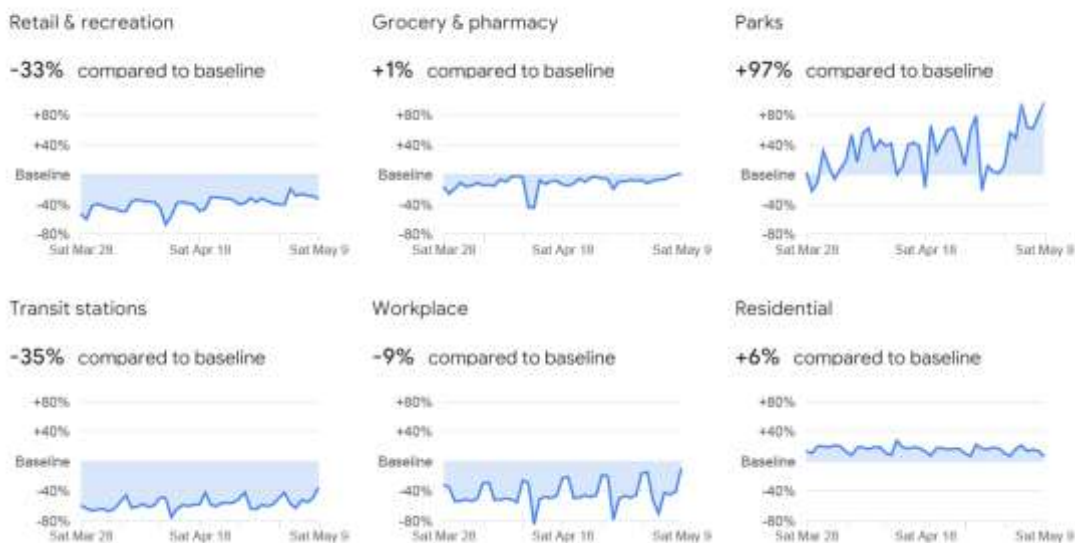 Retail & recreation
-33% compared to baseline
+80%
+40%
Baseline
-40%
-80%
Sat Mar 28
Sat Apr 18
Sat May 9
Grocery & pharmacy
+1% compared to baseline
+80%
+40%
Baseline
-40%
-80%
Sat Mar 28
Sat Apr 18
Sat May 9
Parks
+97% compared to baseline
+80%
+40%
Baseline
-40%
-80%
Sat Mar 28
Sat Apr 18
Sat May 9
Transit stations
-35% compared to baseline
+80%
+40%
Baseline
-40%
-80%
Sat Mar 28
Sat Apr 18
Sat May 9
Workplace
-9% compared to baseline
+80%
+40%
Baseline
-40%
-80%
Sat Mar 28
Sat Apr 18
Sat May 9
Residential
+6% compared to baseline
+80%
+40%
Baseline
-40%
-80%
Sat Mar 28
Sat Apr 18
Sat May 9